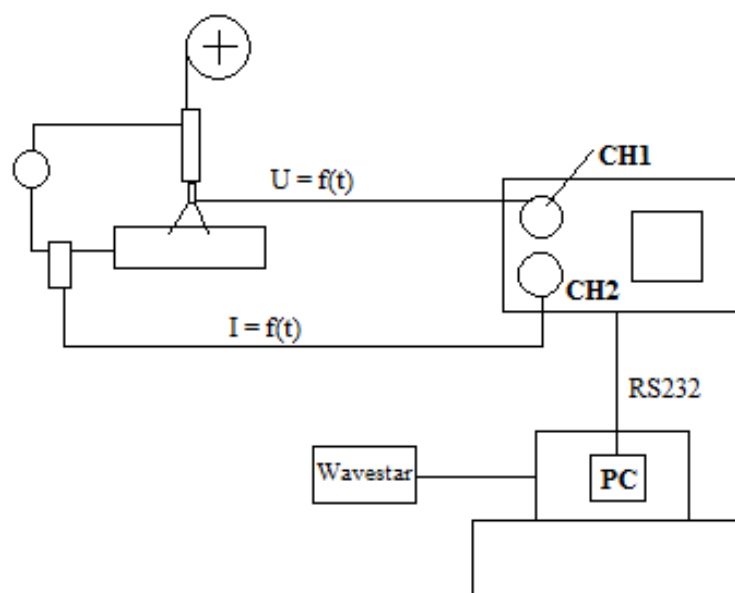 CH1
U = f(t)
CH2
I = f(t)
RS232
Wavestar
PC